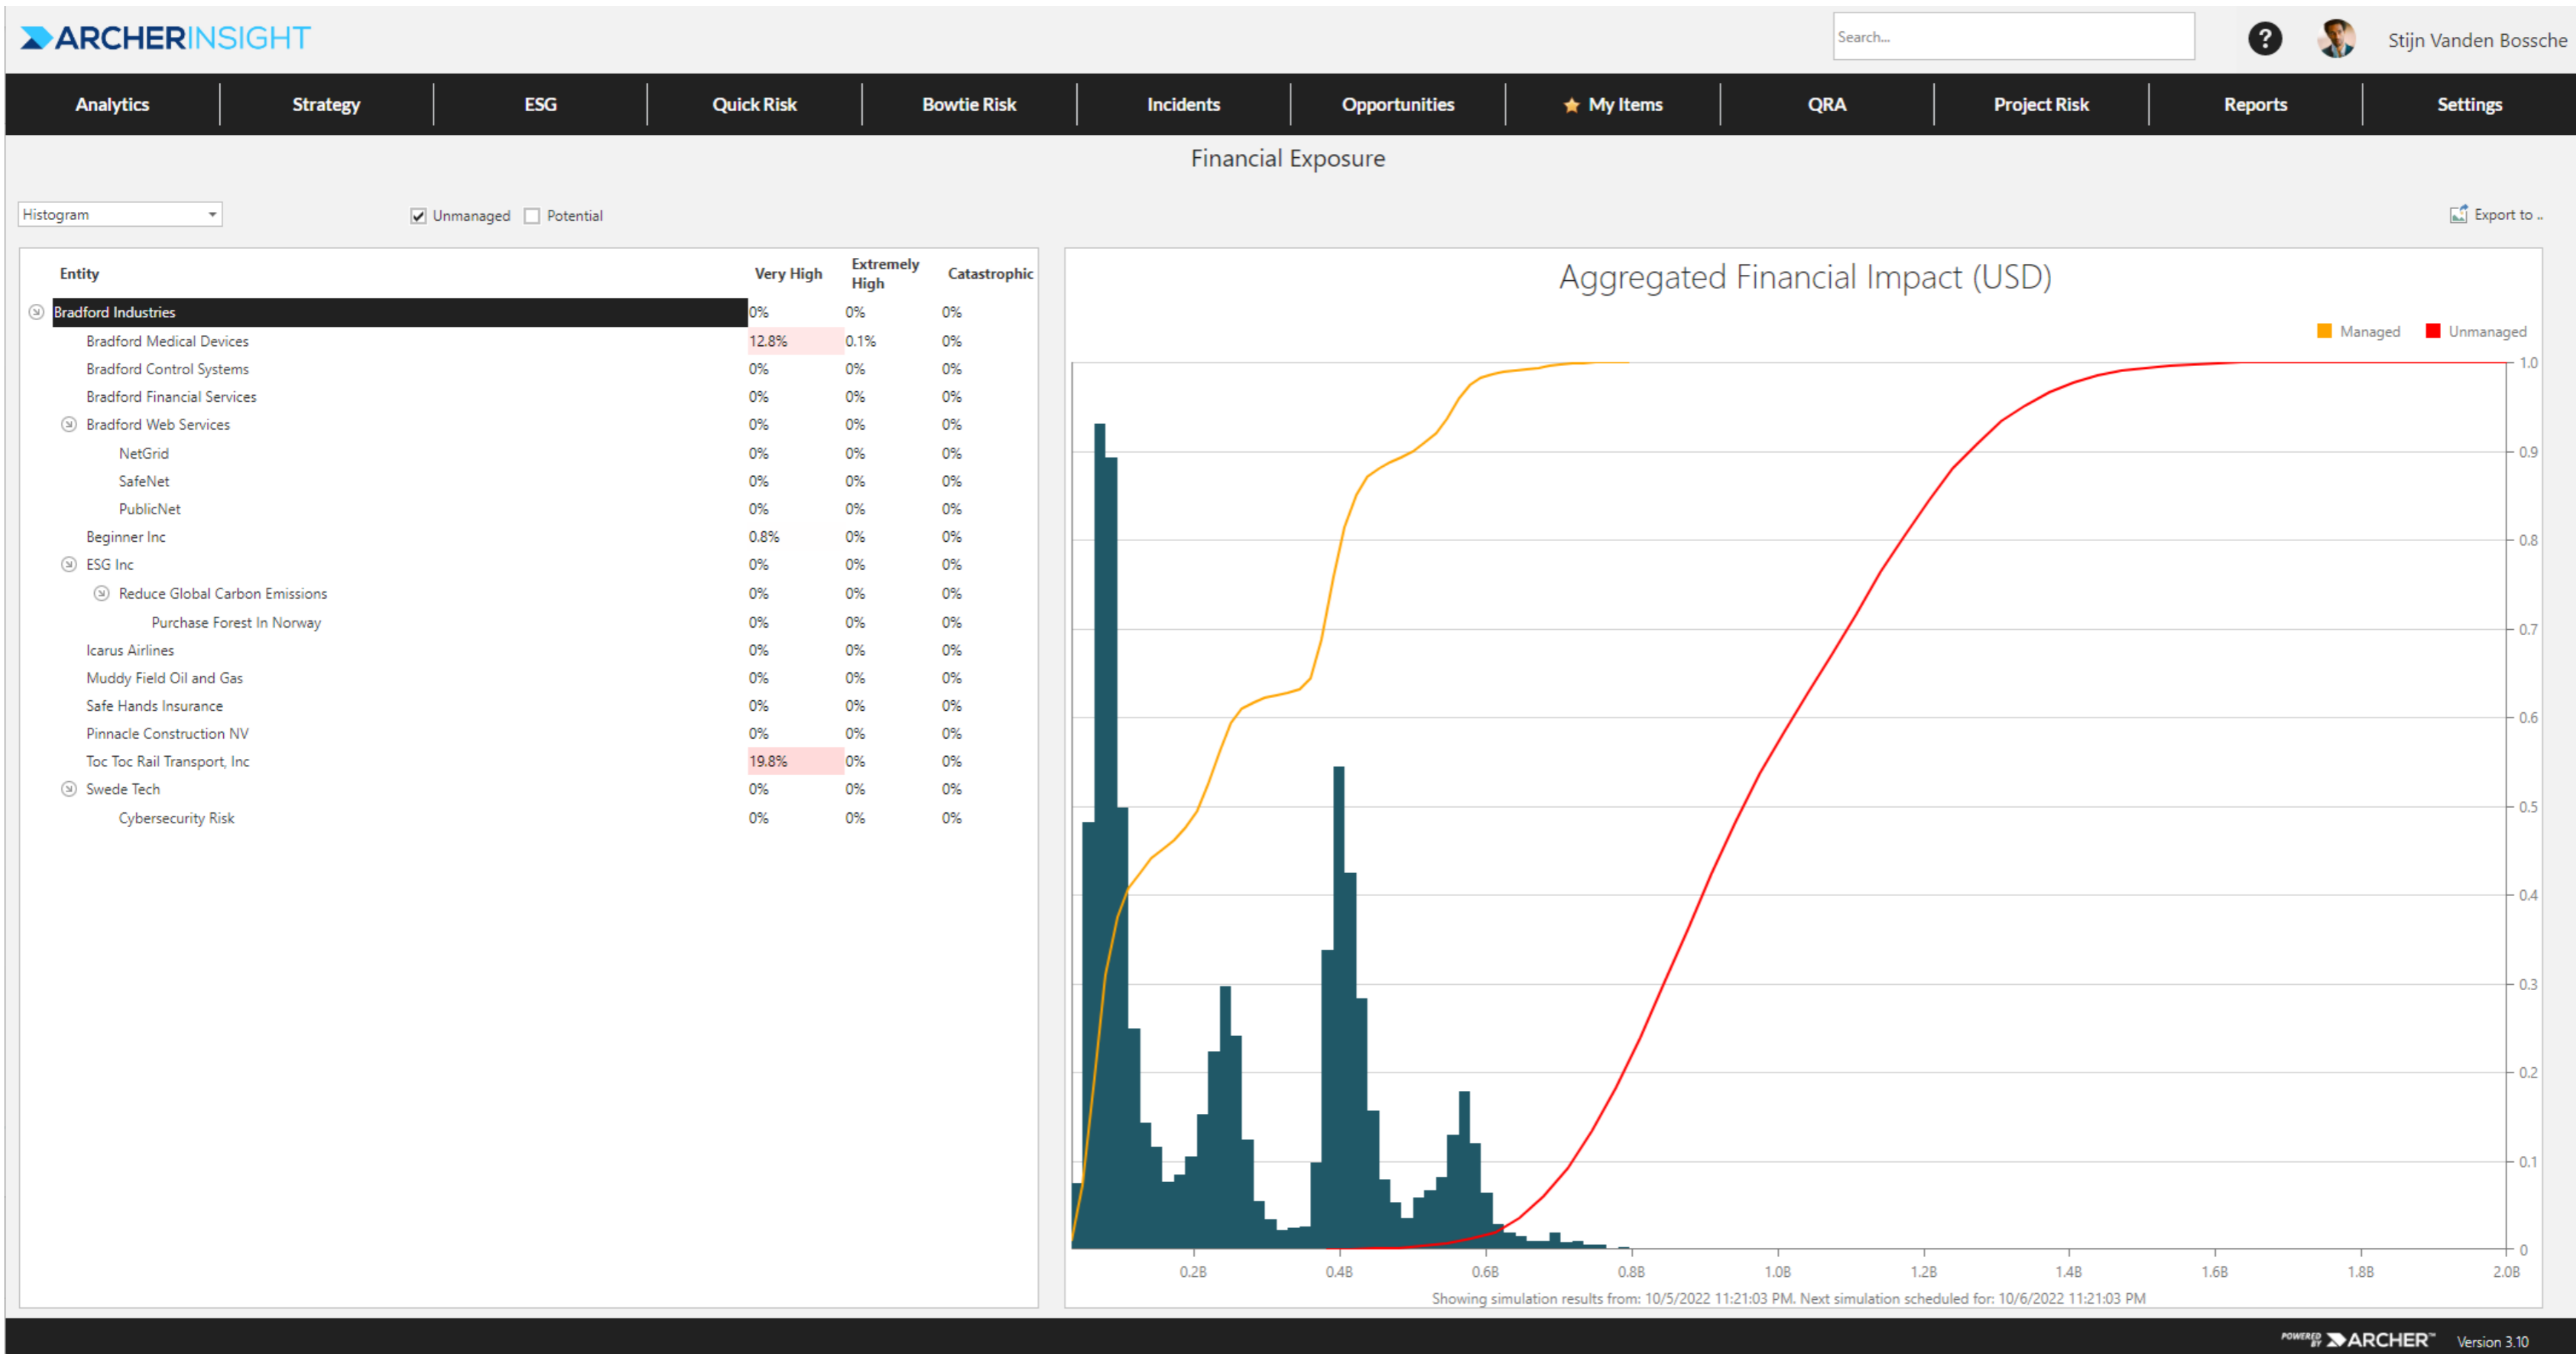 ARCHERINSIGHT
Search...
?
Stijn Vanden Bossche
Analytics Strategy ESG Quick Risk Bowtie Risk Incidents Opportunities My Items QRA Project Risk Reports Settings
Financial Exposure
Histogram Unmanaged Potential Export to ..
Entity Very High Extremely High Catastrophic
Bradford Industries 0% 0% 0%
Bradford Medical Devices 12.8% 0.1% 0%
Bradford Control Systems 0% 0% 0%
Bradford Financial Services 0% 0% 0%
Bradford Web Services 0% 0% 0%
NetGrid 0% 0% 0%
SafeNet 0% 0% 0%
PublicNet 0% 0% 0%
Beginner Inc 0.8% 0% 0%
ESG Inc 0% 0% 0%
Reduce Global Carbon Emissions 0% 0% 0%
Purchase Forest In Norway 0% 0% 0%
Icarus Airlines 0% 0% 0%
Muddy Field Oil and Gas 0% 0% 0%
Safe Hands Insurance 0% 0% 0%
Pinnacle Construction NV 0% 0% 0%
Toc Toc Rail Transport, Inc 19.8% 0% 0%
Swede Tech 0% 0% 0%
Cybersecurity Risk 0% 0% 0%
Aggregated Financial Impact (USD)
Managed Unmanaged
1.0
0.9
0.8
0.7
0.6
0.5
0.4
0.3
0.2
0.1
0
0.2B 0.4B 0.6B 0.8B 1.0B 1.2B 1.4B 1.6B 1.8B 2.0B
Showing simulation results from: 10/5/2022 11:21:03 PM. Next simulation scheduled for: 10/6/2022 11:21:03 PM
POWERED BY ARCHER™ Version 3.10